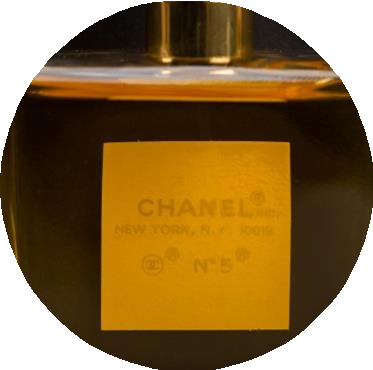 CHANEL® INC.
NEW YORK, N.Y. 10019
® N°5®